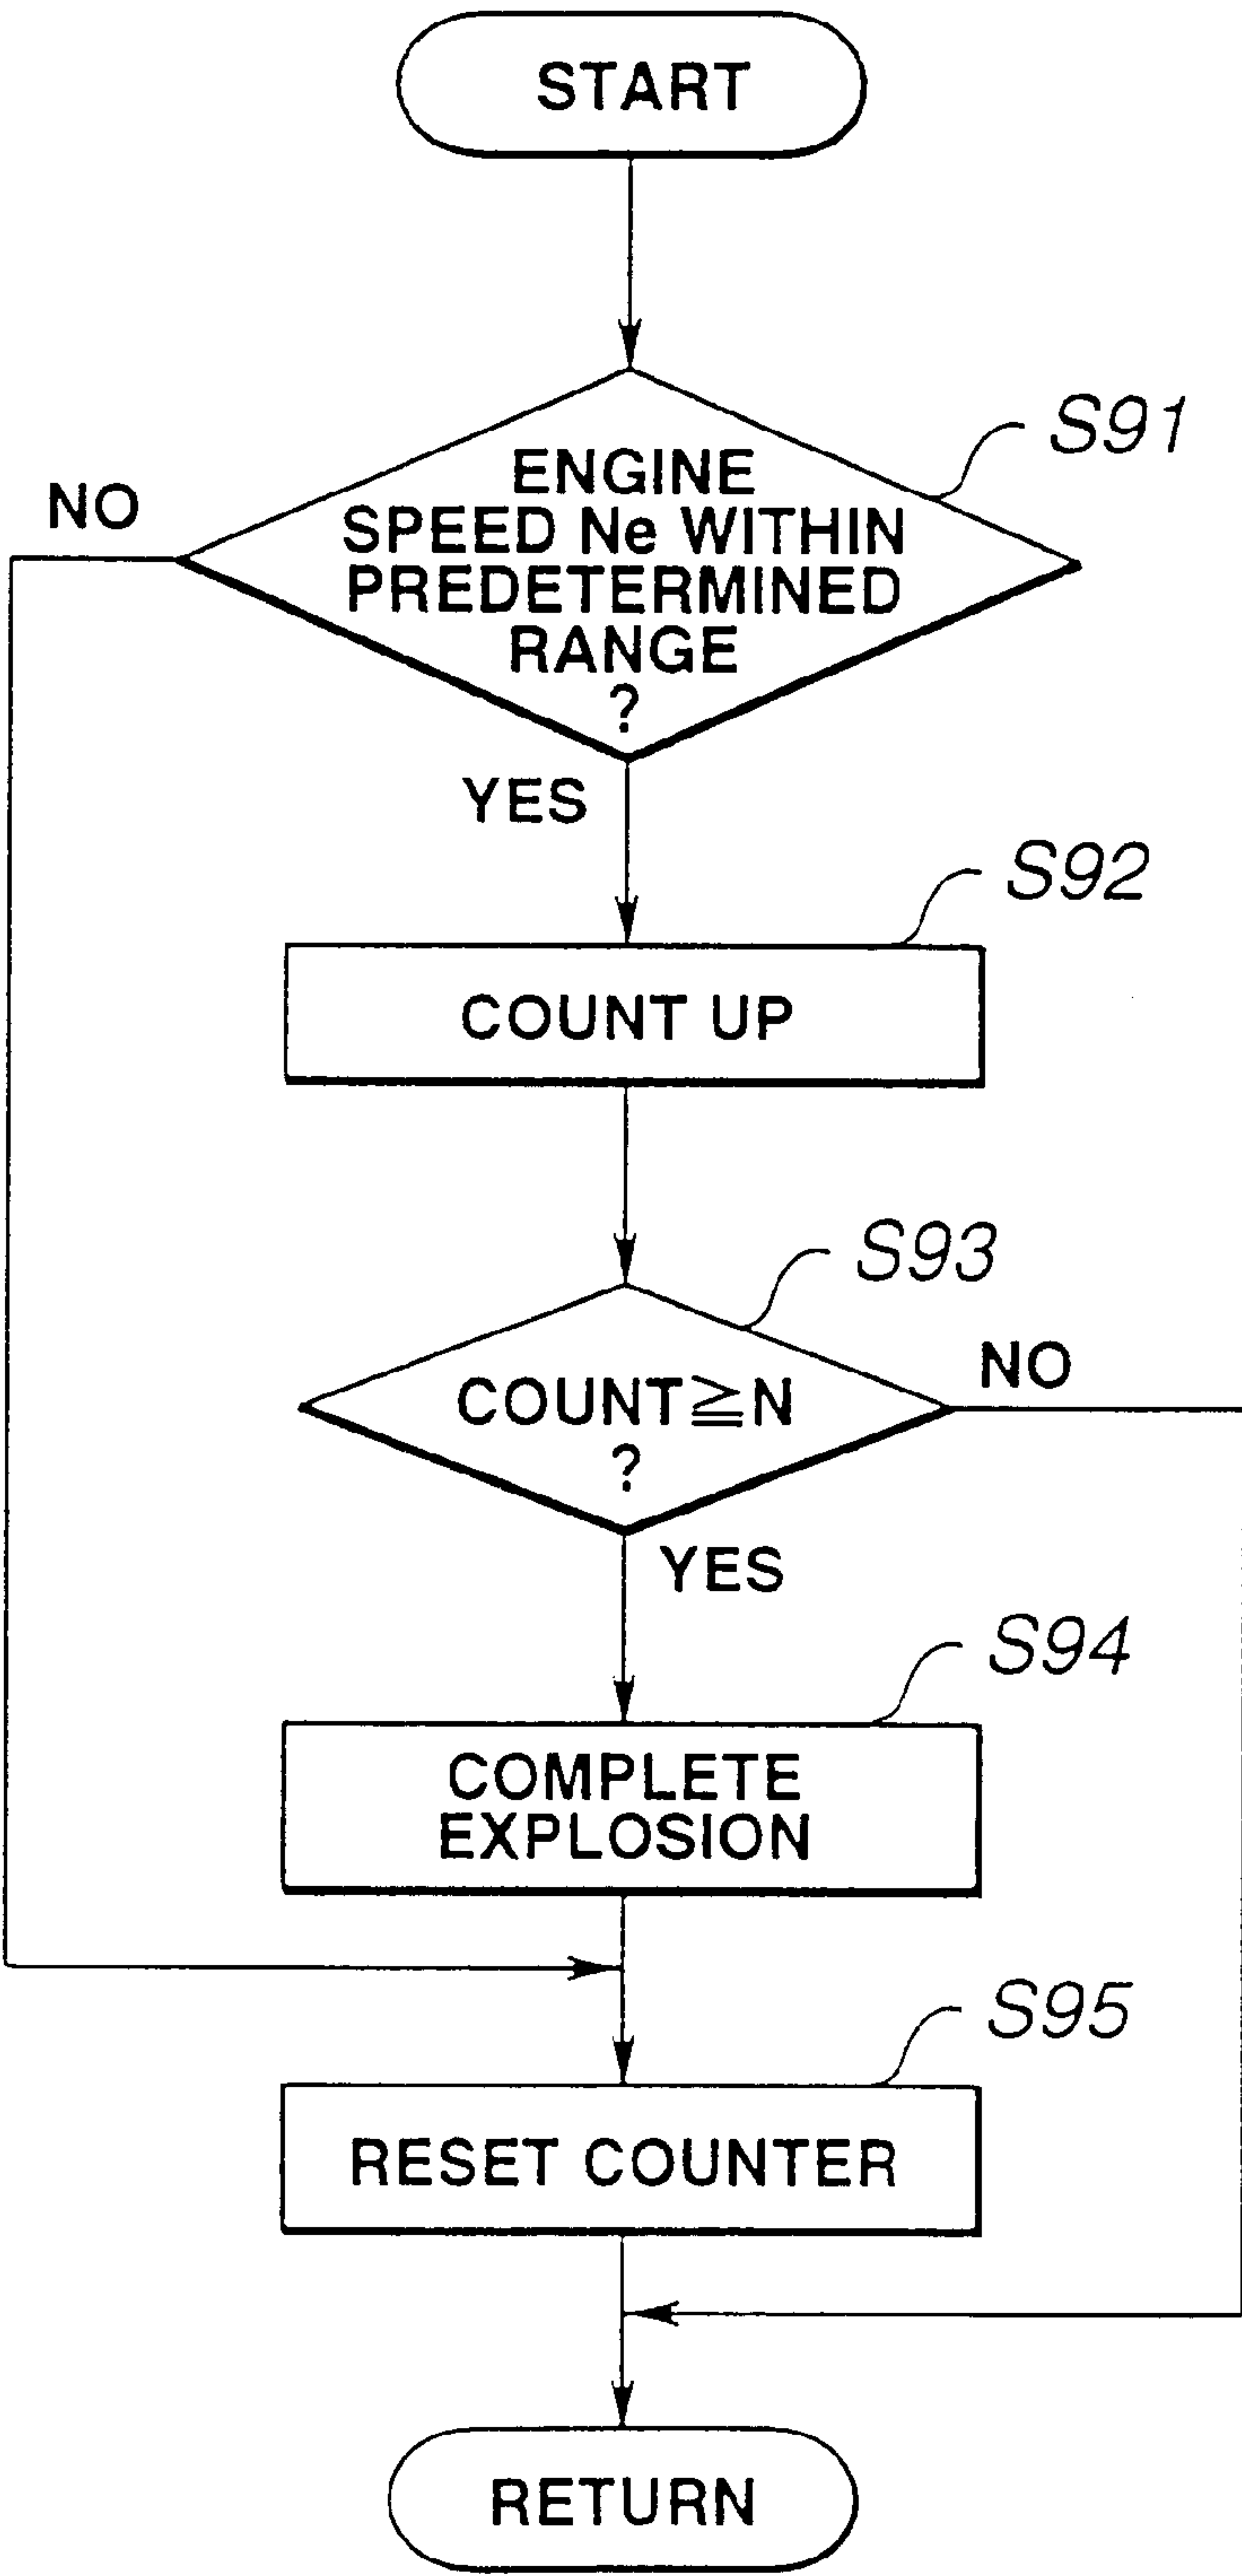 START
S91
NO
ENGINE
SPEED Ne WITHIN
PREDETERMINED
RANGE
?
YES
S92
COUNT UP
S93
NO
COUNT≧N
?
YES
S94
COMPLETE
EXPLOSION
S95
RESET COUNTER
RETURN